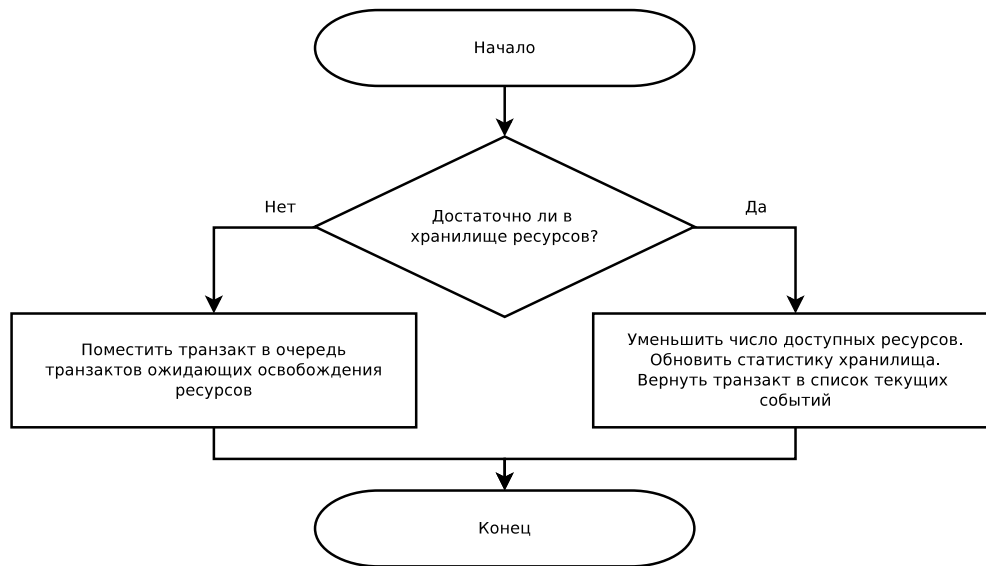 Начало
Достаточно ли в
хранилище ресурсов?
Нет
Да
Поместить транзакт в очередь
транзактов ожидающих освобождения
ресурсов
Уменьшить число доступных ресурсов.
Обновить статистику хранилища.
Вернуть транзакт в список текущих
событий
Конец